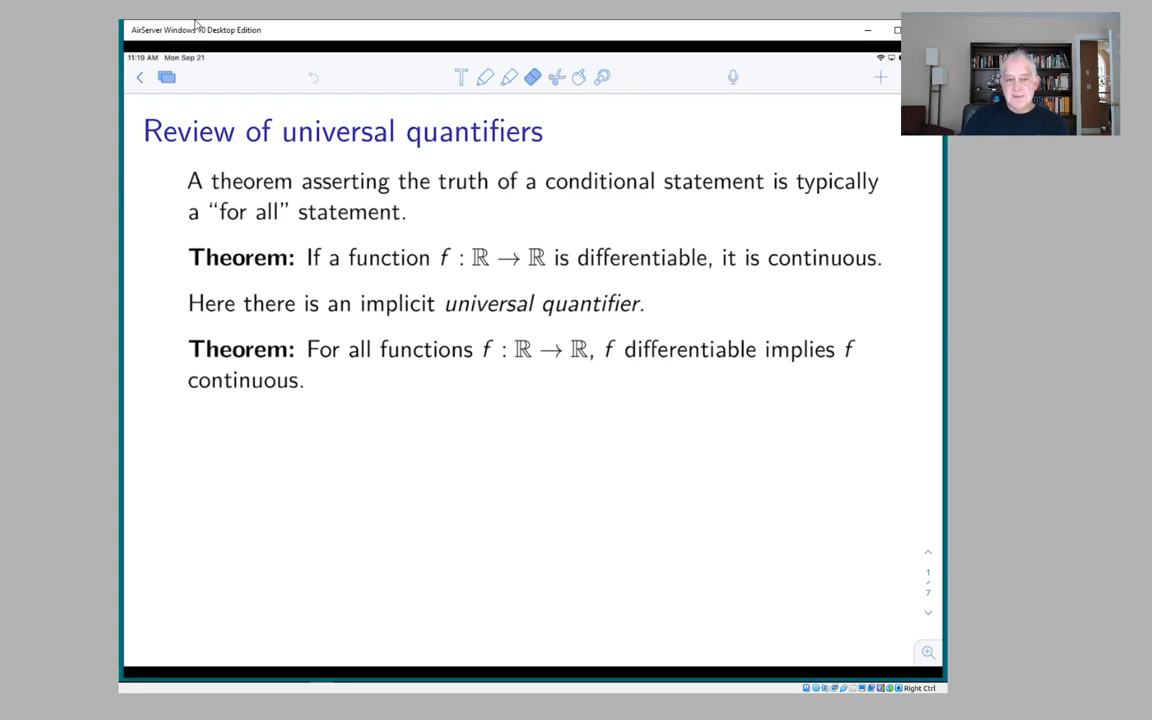 AirServer Windows 10 Desktop Edition
11:19 AM Mon Sep 21
Review of universal quantifiers
A theorem asserting the truth of a conditional statement is typically
a “for all” statement.
Theorem: If a function f : ℝ → ℝ is differentiable, it is continuous.
Here there is an implicit universal quantifier.
Theorem: For all functions f : ℝ → ℝ, f differentiable implies f
continuous.
1
/
7
Right Ctrl